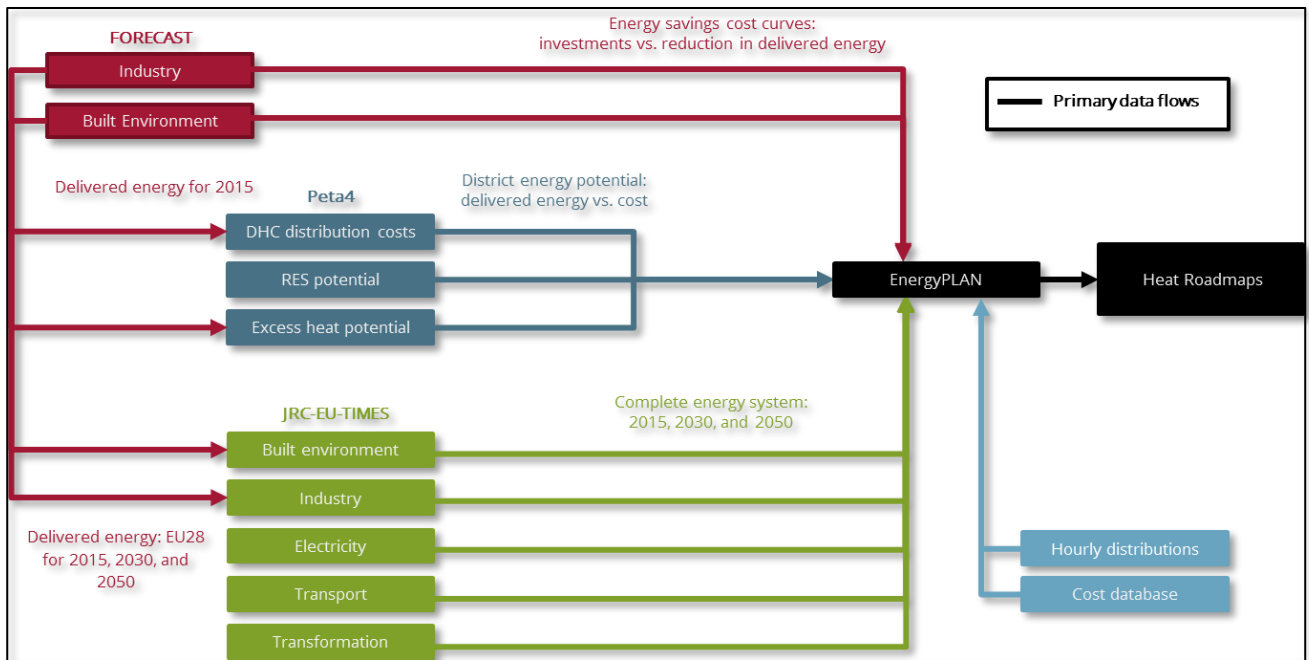 FORECAST
Industry
Built Environment
Energy savings cost curves:
investments vs. reduction in delivered energy
Primary data flows
Delivered energy for 2015
Peta4
District energy potential:
delivered energy vs. cost
DHC distribution costs
RES potential
Excess heat potential
EnergyPLAN
Heat Roadmaps
JRC-EU-TIMES
Complete energy system:
2015, 2030, and 2050
Built environment
Industry
Electricity
Transport
Transformation
Delivered energy: EU28
for 2015, 2030, and
2050
Hourly distributions
Cost database